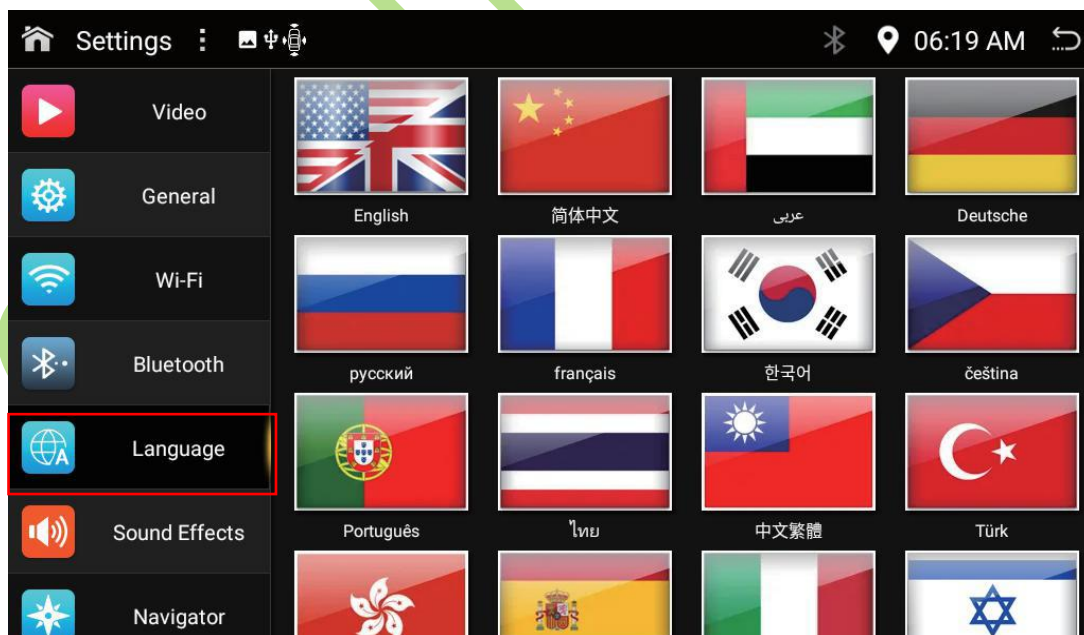 Settings
06:19 AM
Video
General
Wi-Fi
Bluetooth
Language
Sound Effects
Navigator
English
简体中文
عربى
Deutsche
русский
français
한국어
čeština
Português
ไทย
中文繁體
Türk